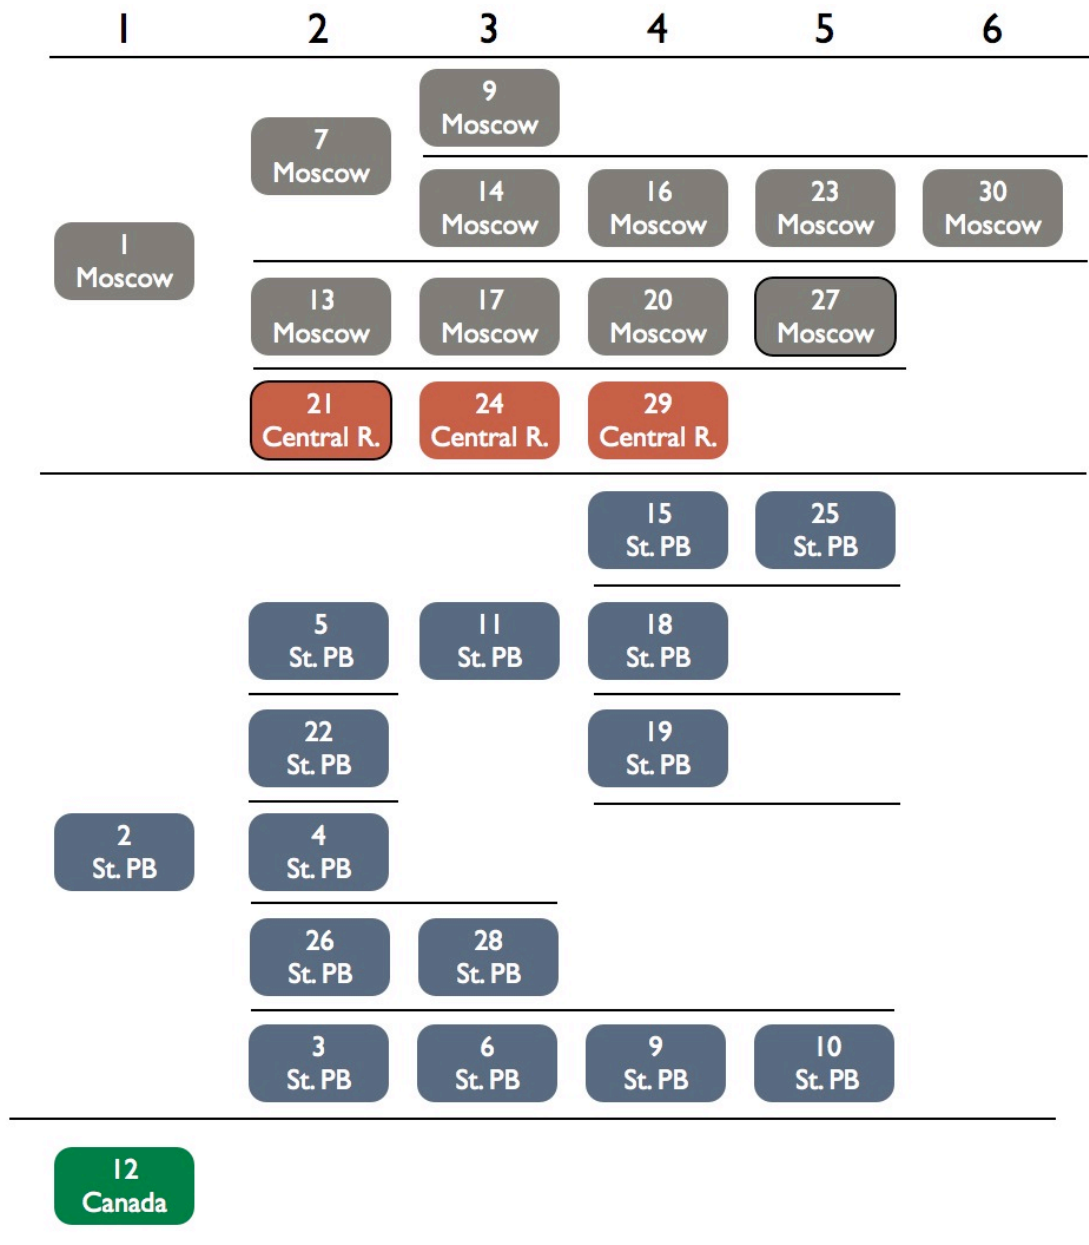 1 2 3 4 5 6
9
Moscow
7
Moscow
14
Moscow
16
Moscow
23
Moscow
30
Moscow
1
Moscow
13
Moscow
17
Moscow
20
Moscow
27
Moscow
21
Central R.
24
Central R.
29
Central R.
15
St. PB
25
St. PB
5
St. PB
11
St. PB
18
St. PB
22
St. PB
19
St. PB
2
St. PB
4
St. PB
26
St. PB
28
St. PB
3
St. PB
6
St. PB
9
St. PB
10
St. PB
12
Canada